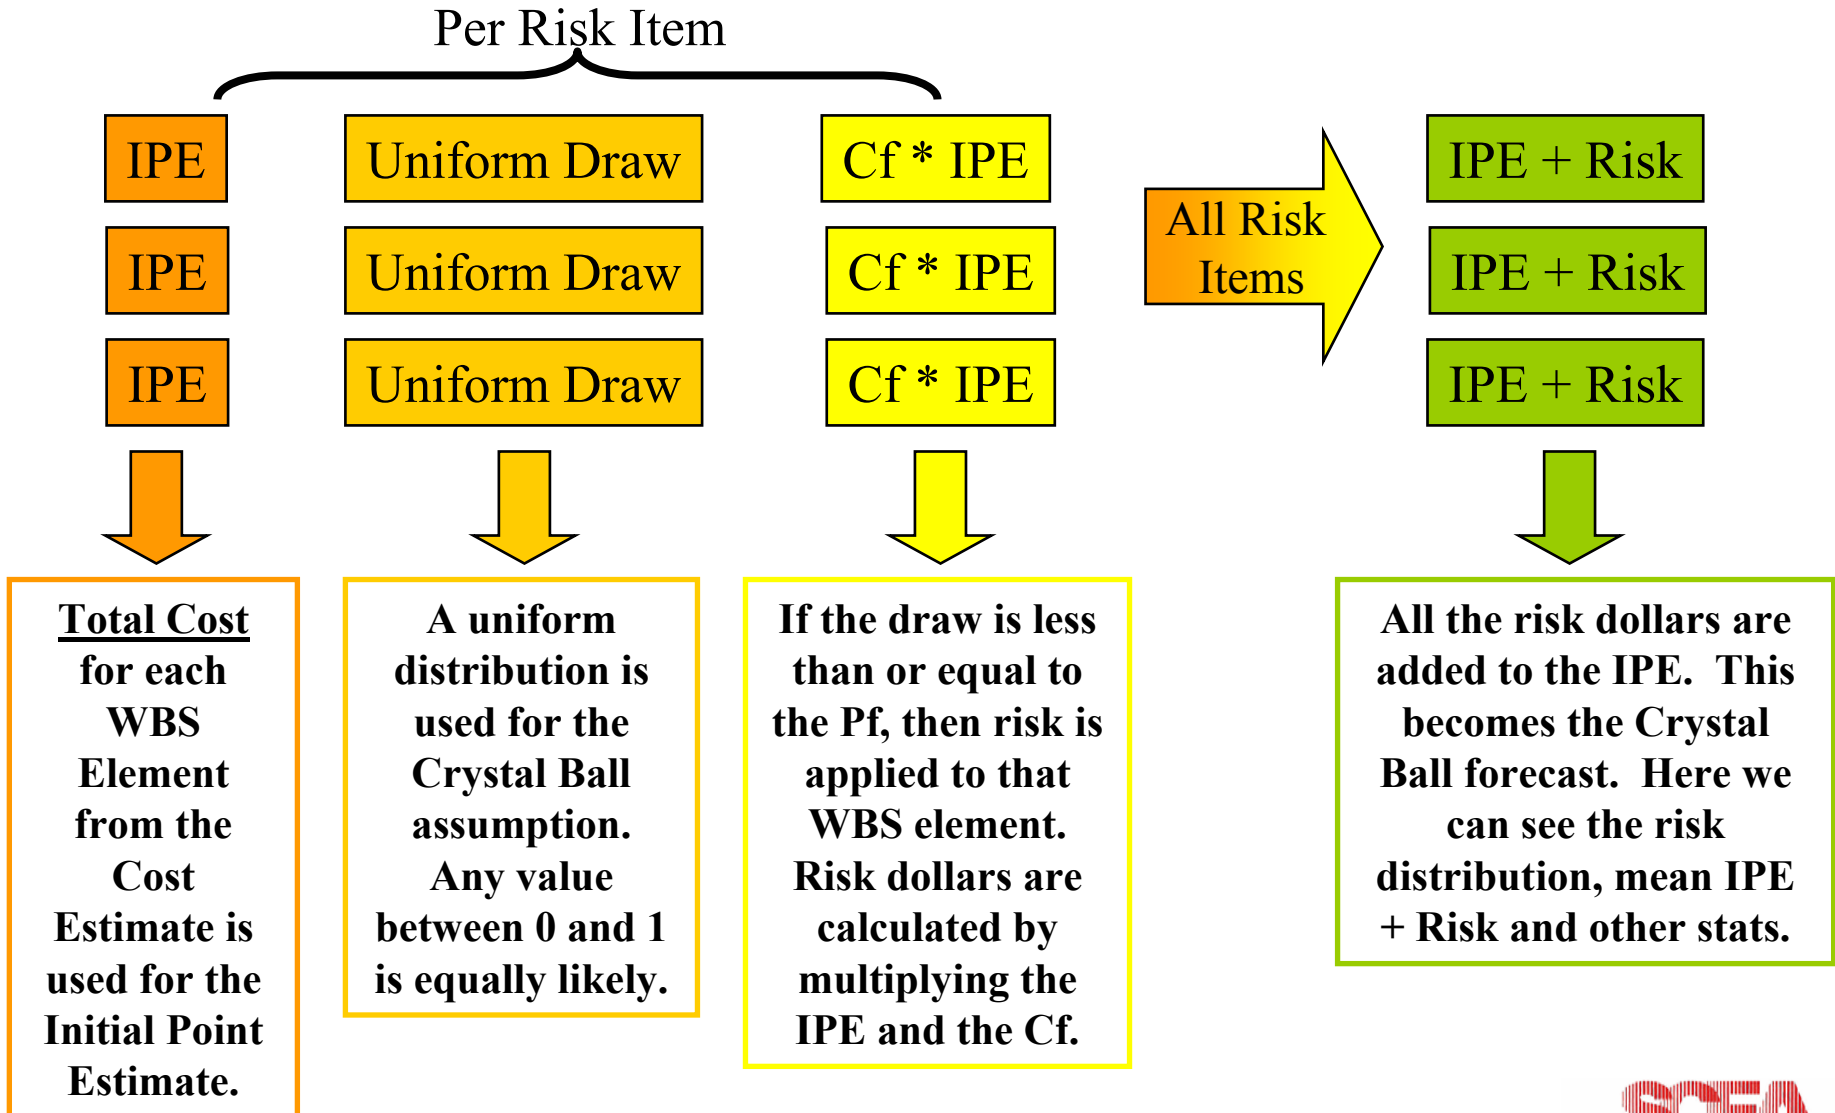 Per Risk Item
IPE
Uniform Draw
Cf * IPE
IPE + Risk
IPE
Uniform Draw
Cf * IPE
IPE + Risk
IPE
Uniform Draw
Cf * IPE
IPE + Risk
All Risk
Items
Total Cost
for each
WBS
Element
from the
Cost
Estimate is
used for the
Initial Point
Estimate.
A uniform
distribution is
used for the
Crystal Ball
assumption.
Any value
between 0 and 1
is equally likely.
If the draw is less
than or equal to
the Pf, then risk is
applied to that
WBS element.
Risk dollars are
calculated by
multiplying the
IPE and the Cf.
All the risk dollars are
added to the IPE.  This
becomes the Crystal
Ball forecast.  Here we
can see the risk
distribution, mean IPE
+ Risk and other stats.